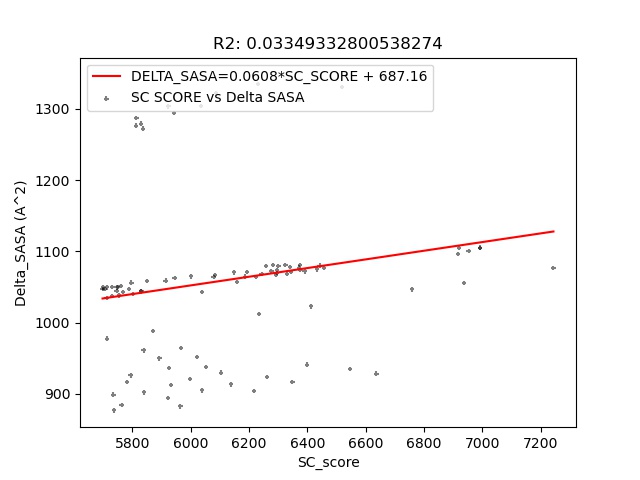 R2: 0.03349332800538274
DELTA_SASA=0.0608*SC_SCORE + 687.16
SC SCORE vs Delta SASA
Delta_SASA (A^2)
1300
1200
1100
1000
900
5800 6000 6200 6400 6600 6800 7000 7200
SC_score